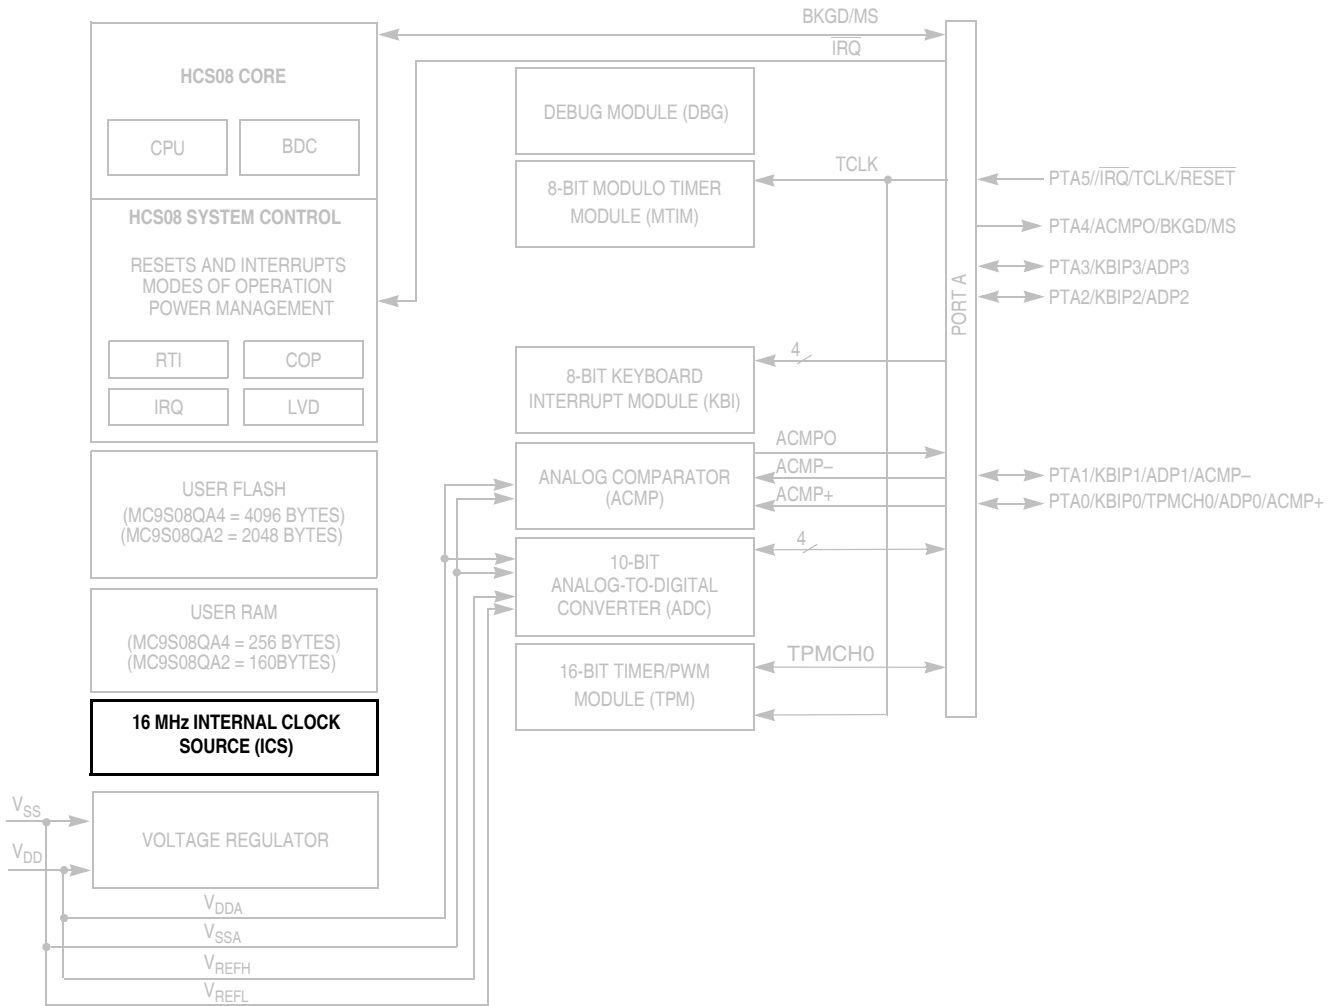 BKGD/MS
IRQ
HCS08 CORE
CPU
BDC
DEBUG MODULE (DBG)
TCLK
8-BIT MODULO TIMER
MODULE (MTIM)
HCS08 SYSTEM CONTROL
RESETS AND INTERRUPTS
MODES OF OPERATION
POWER MANAGEMENT
RTI
COP
IRQ
LVD
4
8-BIT KEYBOARD
INTERRUPT MODULE (KBI)
USER FLASH
(MC9S08QA4 = 4096 BYTES)
(MC9S08QA2 = 2048 BYTES)
ACMPO
ACMP–
ACMP+
ANALOG COMPARATOR
(ACMP)
4
10-BIT
ANALOG-TO-DIGITAL
CONVERTER (ADC)
USER RAM
(MC9S08QA4 = 256 BYTES)
(MC9S08QA2 = 160BYTES)
TPMCH0
16-BIT TIMER/PWM
MODULE (TPM)
16 MHz INTERNAL CLOCK
SOURCE (ICS)
VSS
VDD
VOLTAGE REGULATOR
VDDA
VSSA
VREFH
VREFL
PORT A
PTA5//IRQ/TCLK/RESET
PTA4/ACMPO/BKGD/MS
PTA3/KBIP3/ADP3
PTA2/KBIP2/ADP2
PTA1/KBIP1/ADP1/ACMP–
PTA0/KBIP0/TPMCH0/ADP0/ACMP+